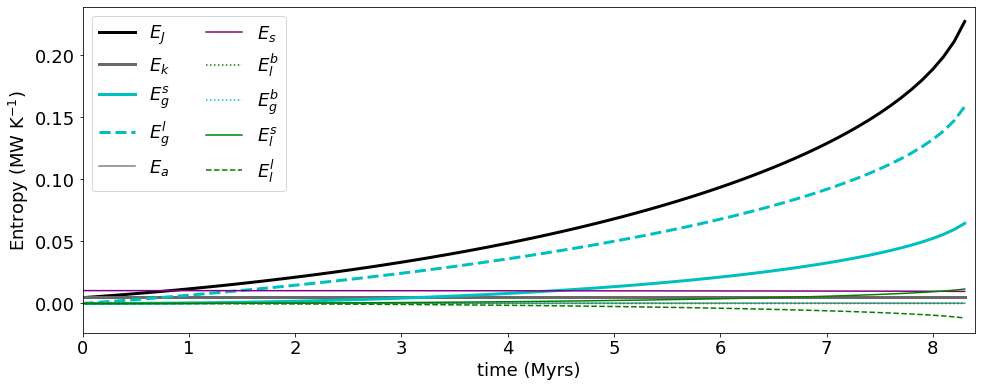 Entropy (MW K⁻¹)
0.20
0.15
0.10
0.05
0.00
E_J
E_k
E_g^s
E_g^l
E_a
E_s
E_l^b
E_g^b
E_l^s
E_l^l
0 1 2 3 4 5 6 7 8
time (Myrs)